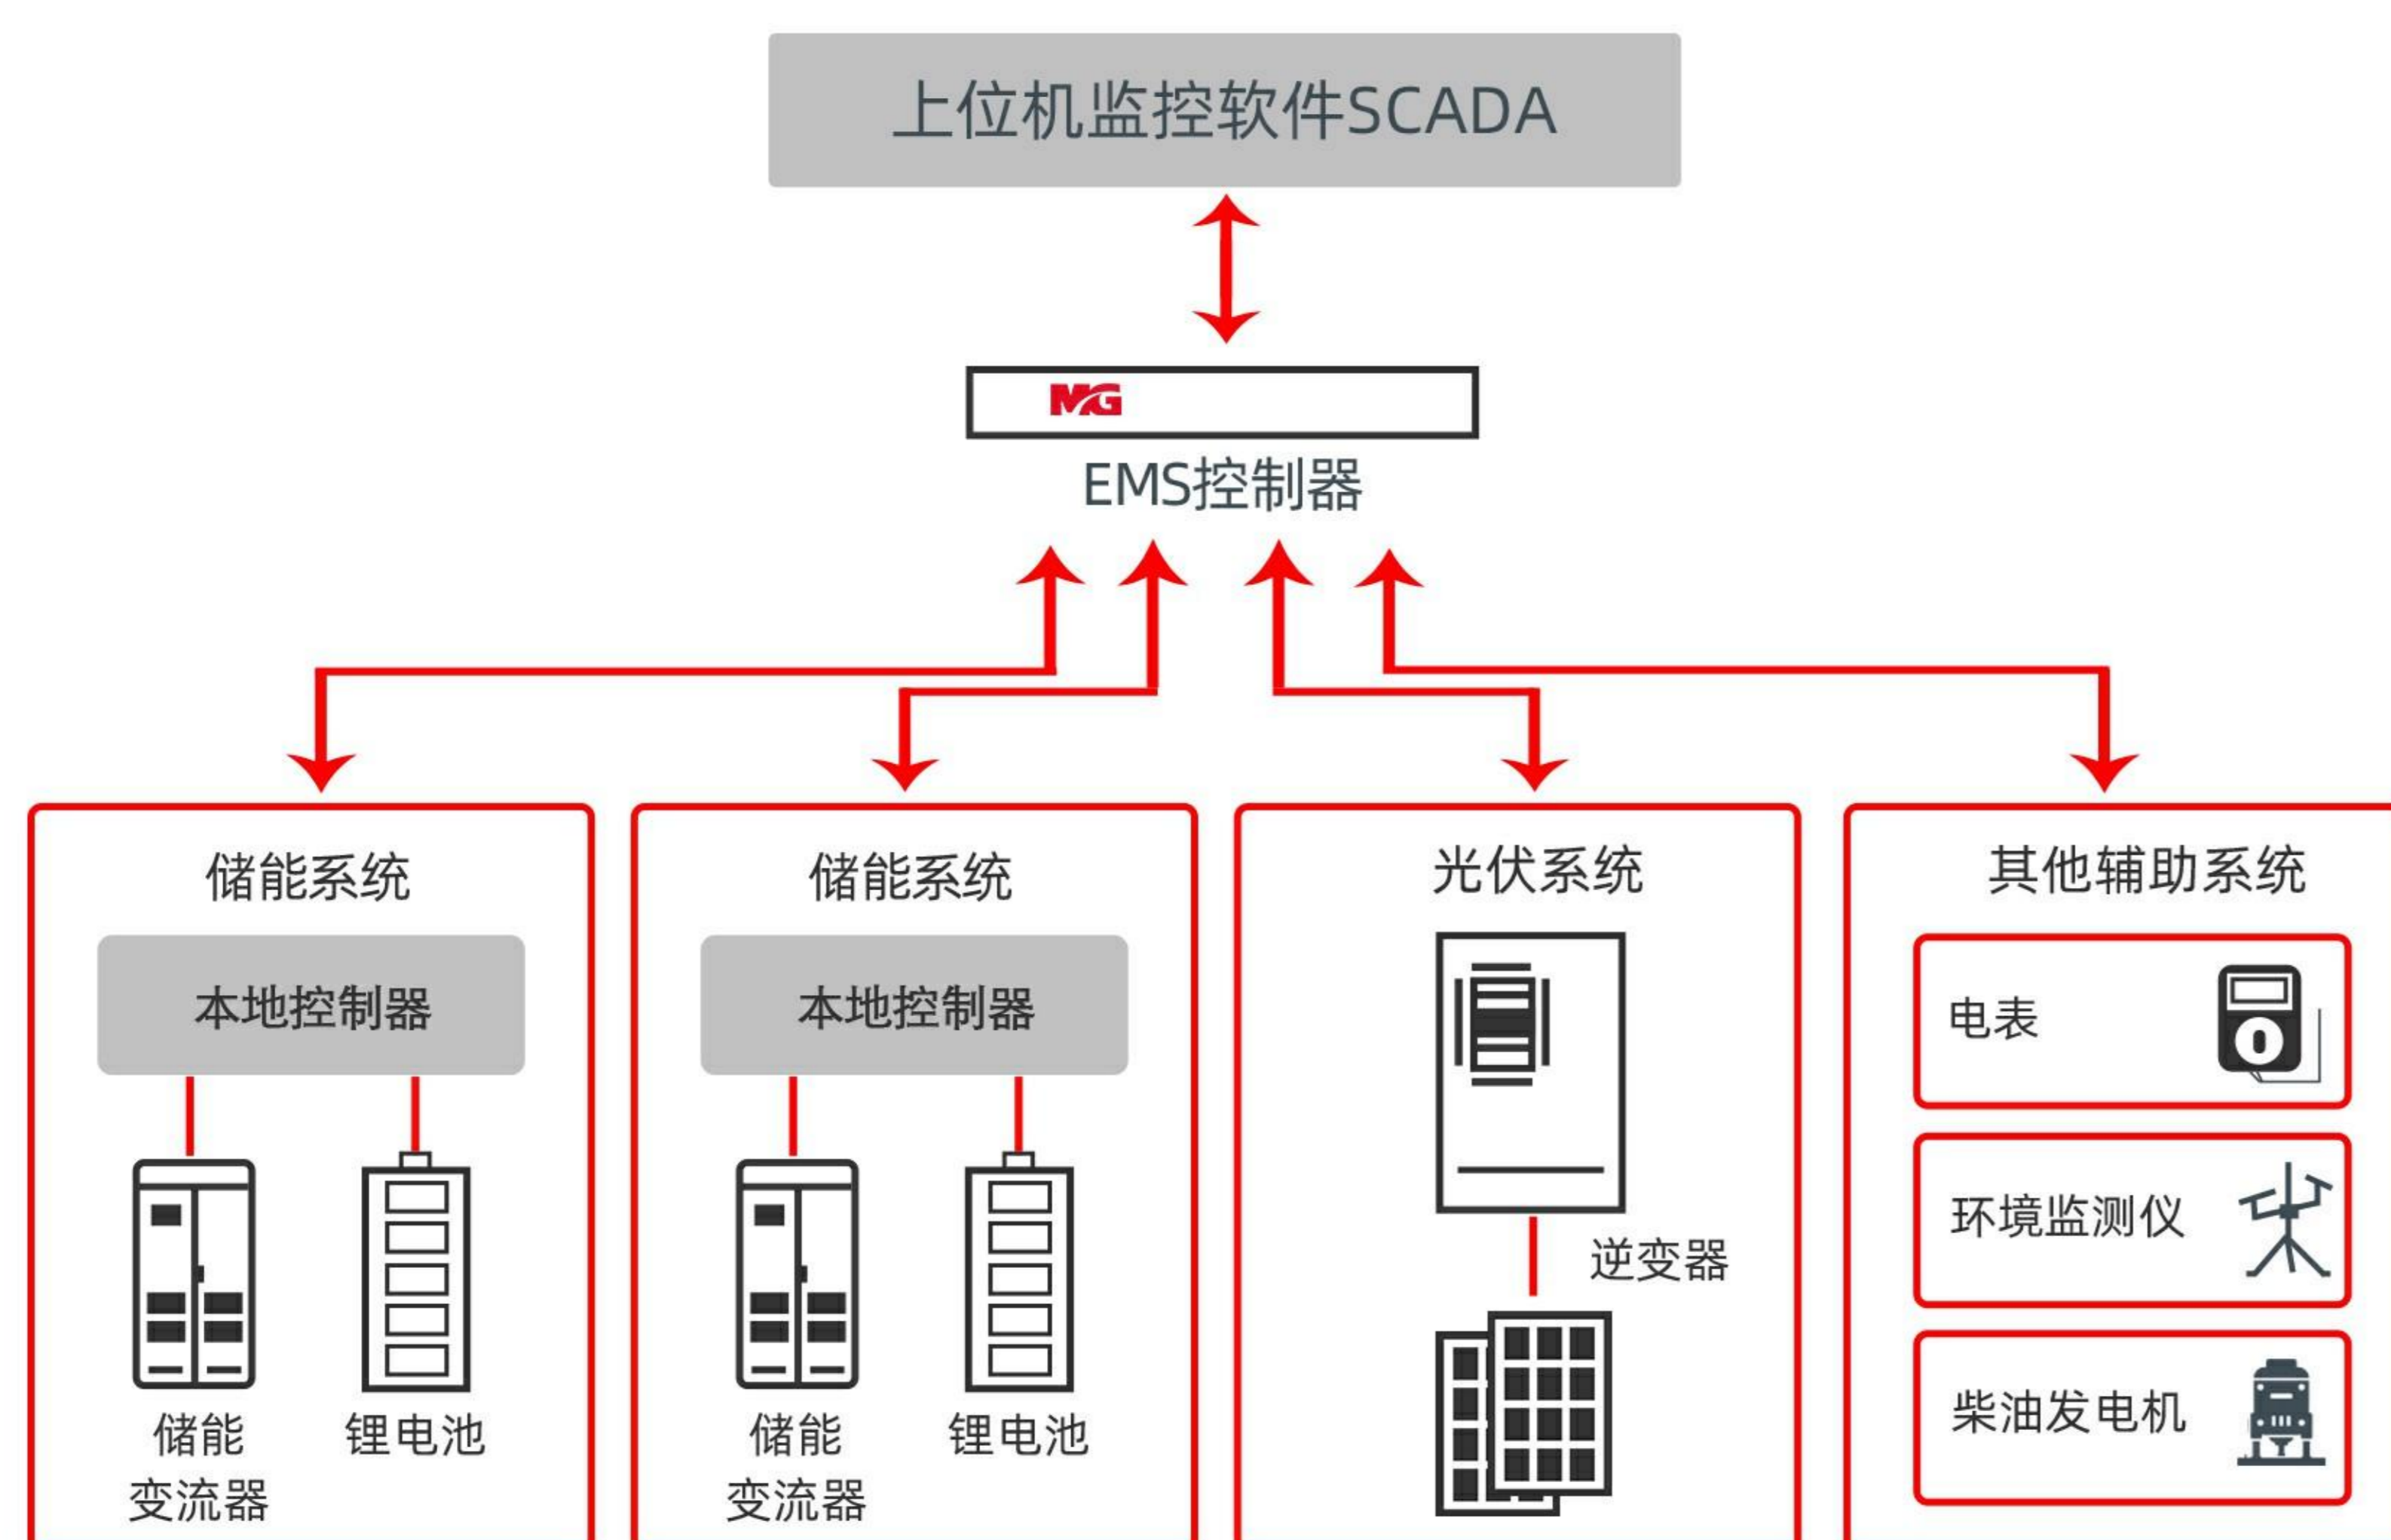 上位机监控软件SCADA
MG
EMS控制器
储能系统
本地控制器
储能
变流器
锂电池
储能系统
本地控制器
储能
变流器
锂电池
光伏系统
逆变器
其他辅助系统
电表
环境监测仪
柴油发电机